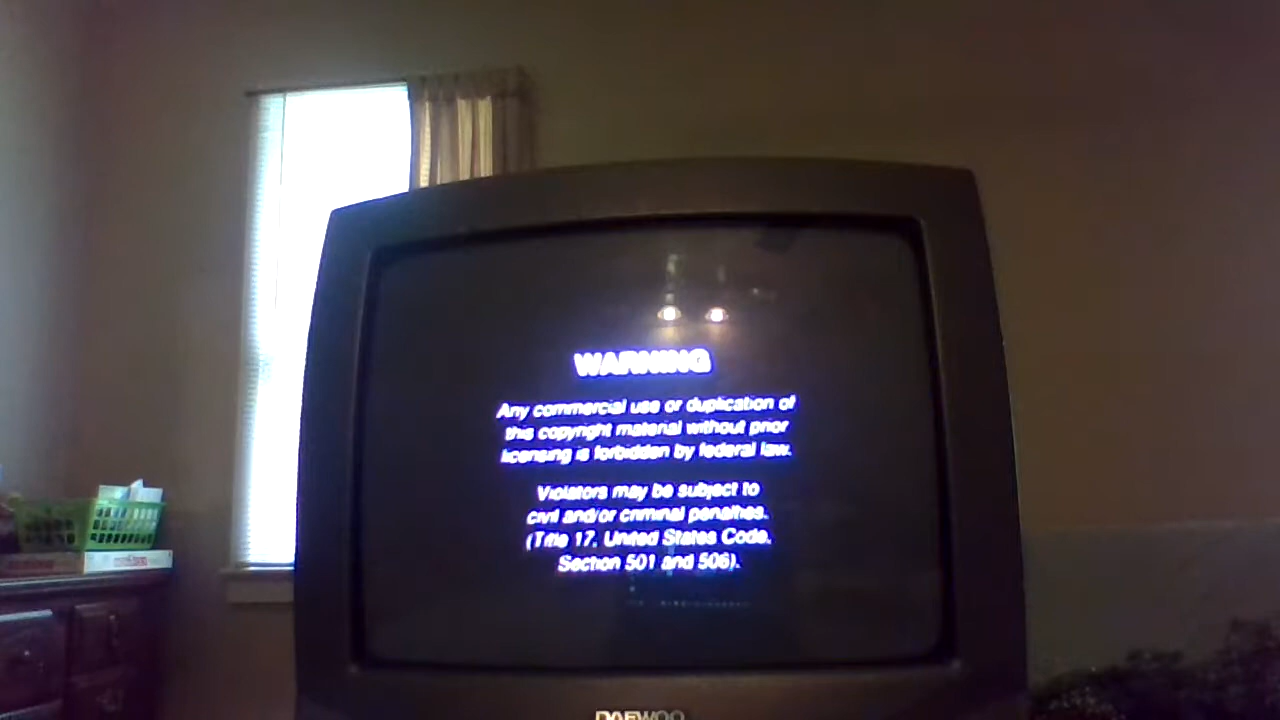 WARNING
Any commercial use or duplication of
this copyright material without prior
licensing is forbidden by federal law.
Violators may be subject to
civil and/or criminal penalties.
(Title 17, United States Code,
Section 501 and 506).
DAEWOO